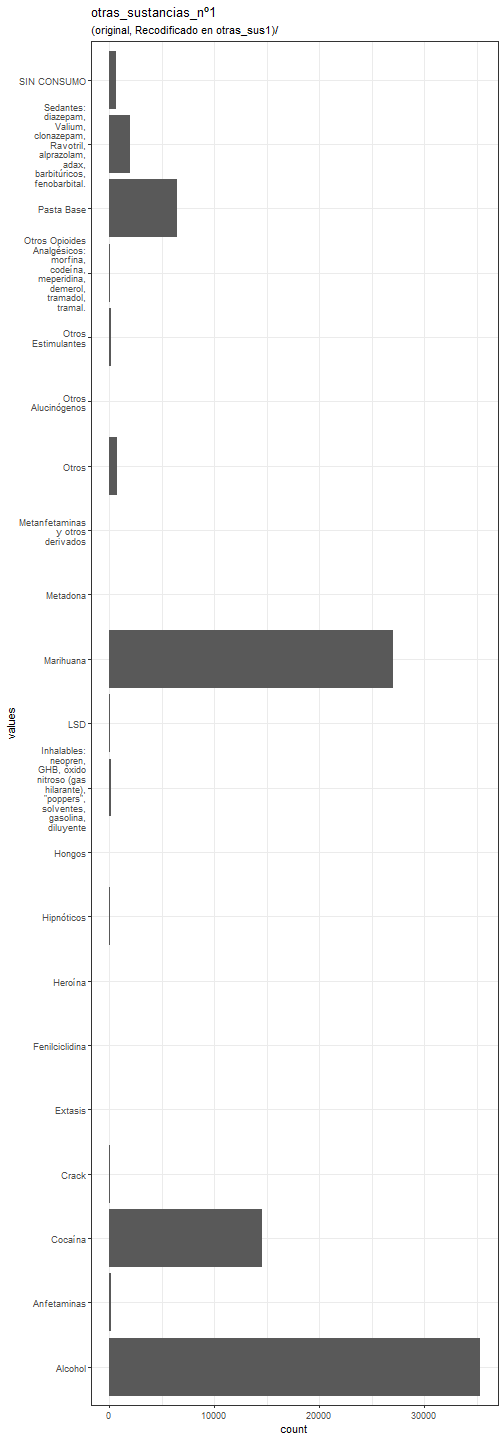 otras_sustancias_nº1
(original, Recodificado en otras_sus1)/
SIN CONSUMO
Sedantes:
diazepam,
Valium,
clonazepam,
Ravotril,
alprazolam,
adax,
barbitúricos,
fenobarbital.
Pasta Base
Otros Opioides
Analgésicos:
morfina,
codeína,
meperidina,
demerol,
tramadol,
tramal.
Otros
Estimulantes
Otros
Alucinógenos
Otros
Metanfetaminas
y otros
derivados
Metadona
Marihuana
LSD
values
Inhalables:
neopren,
GHB, óxido
nitroso (gas
hilarante),
"poppers",
solventes,
gasolina,
diluyente
Hongos
Hipnóticos
Heroína
Fenilciclidina
Extasis
Crack
Cocaína
Anfetaminas
Alcohol
0 10000 20000 30000
count